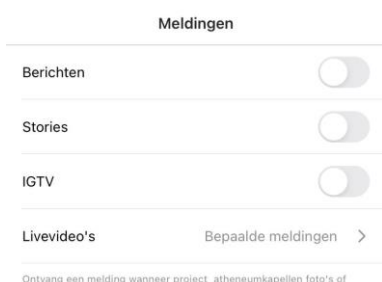 Meldingen
Berichten
Stories
IGTV
Livevideo's Bepaalde meldingen
Ontvang een melding wanneer project_atheneumkapellen foto's of